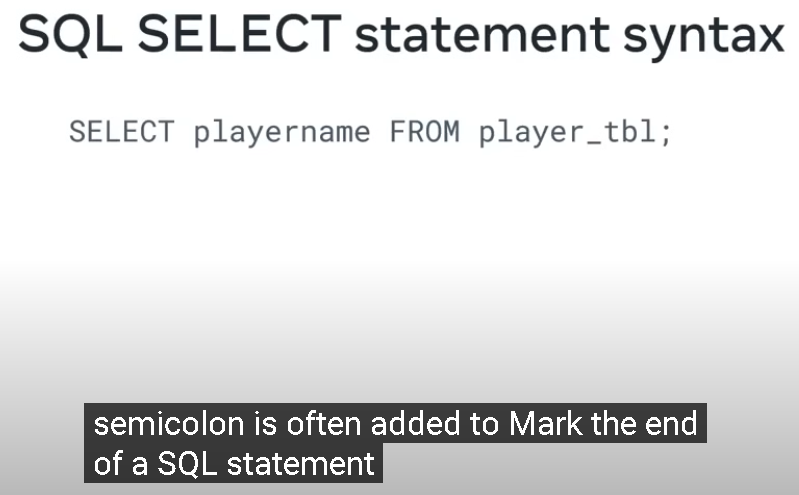 SQL SELECT statement syntax
SELECT playername FROM player_tbl;
semicolon is often added to Mark the end
of a SQL statement